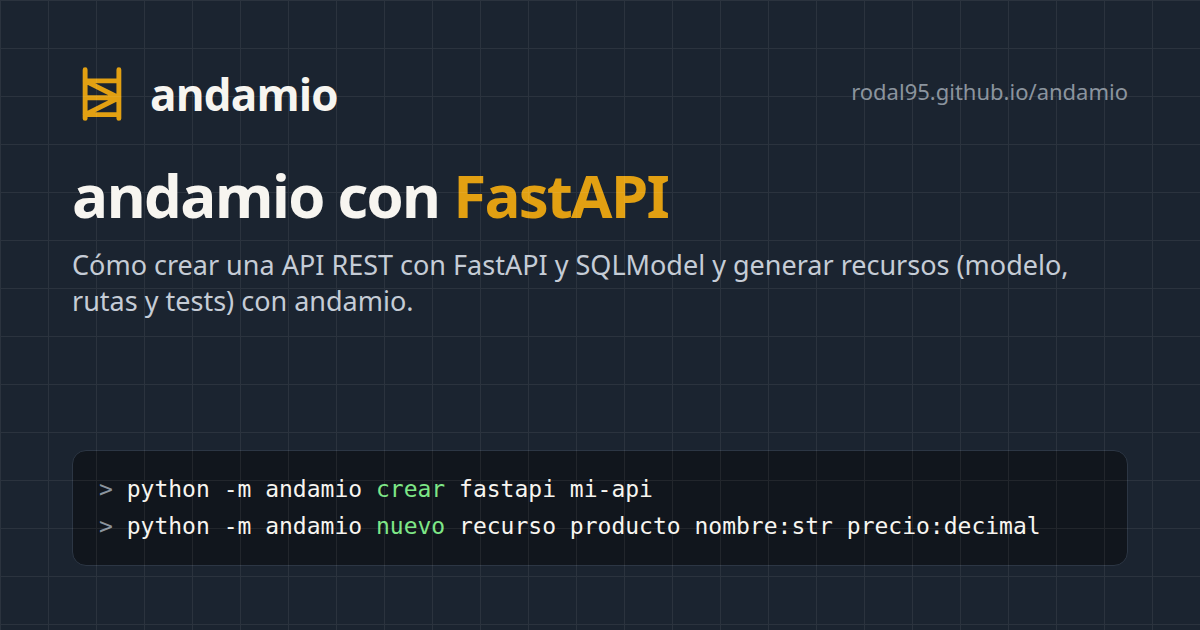 andamio
rodal95.github.io/andamio
andamio con FastAPI
Cómo crear una API REST con FastAPI y SQLModel y generar recursos (modelo,
rutas y tests) con andamio.
> python -m andamio crear fastapi mi-api
> python -m andamio nuevo recurso producto nombre:str precio:decimal